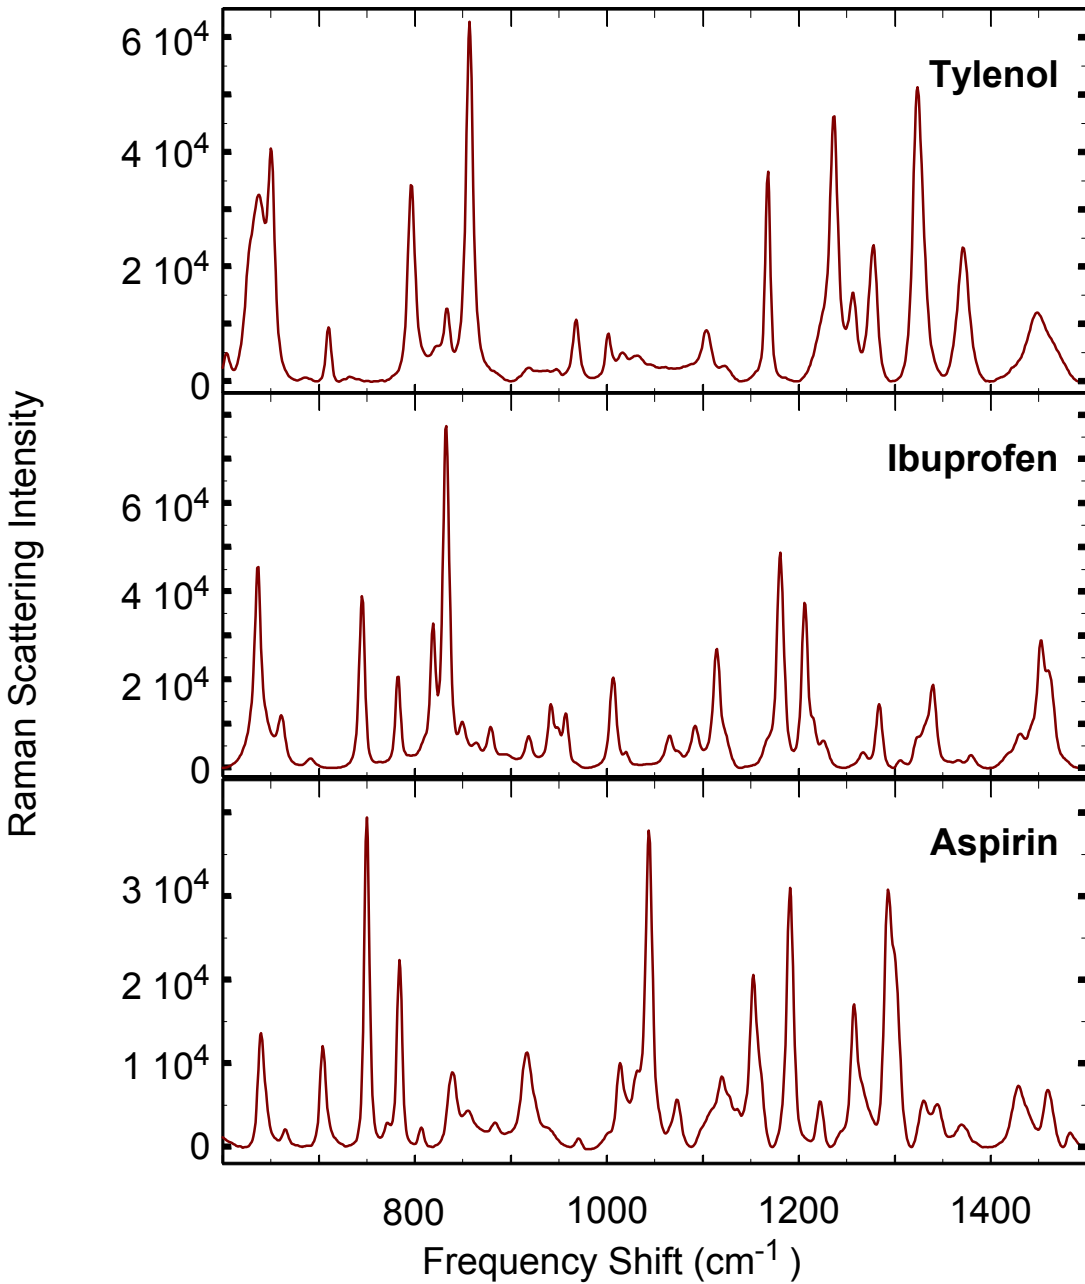 Raman Scattering Intensity
6 10⁴
Tylenol
4 10⁴
2 10⁴
0
Ibuprofen
6 10⁴
4 10⁴
2 10⁴
0
Aspirin
3 10⁴
2 10⁴
1 10⁴
0
800 1000 1200 1400
Frequency Shift (cm⁻¹ )